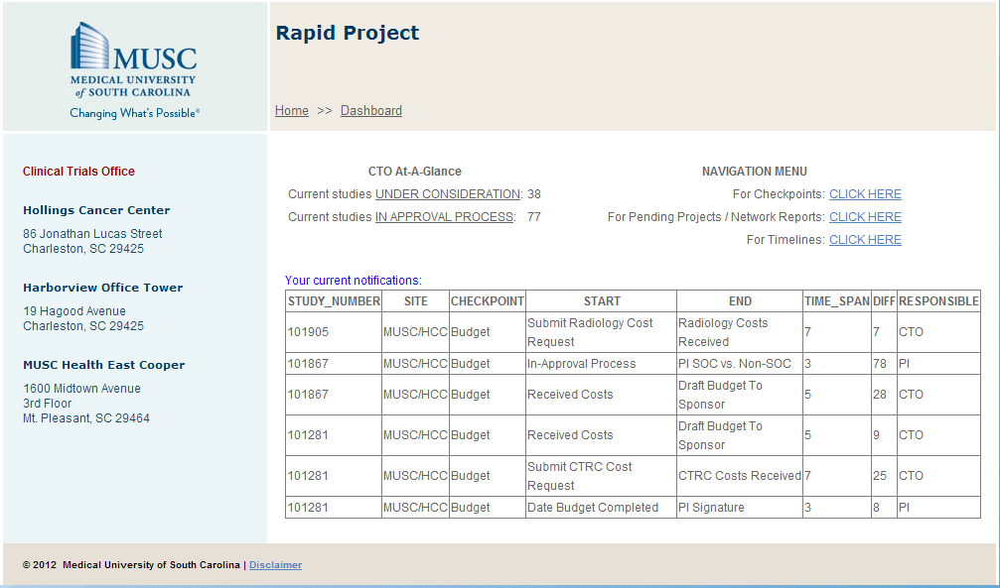 MUSC
MEDICAL UNIVERSITY
of SOUTH CAROLINA
Changing What's Possible®
Rapid Project
Home >> Dashboard
Clinical Trials Office
Hollings Cancer Center
86 Jonathan Lucas Street
Charleston, SC 29425
Harborview Office Tower
19 Hagood Avenue
Charleston, SC 29425
MUSC Health East Cooper
1600 Midtown Avenue
3rd Floor
Mt. Pleasant, SC 29464
CTO At-A-Glance
Current studies UNDER CONSIDERATION: 38
Current studies IN APPROVAL PROCESS: 77
NAVIGATION MENU
For Checkpoints: CLICK HERE
For Pending Projects / Network Reports: CLICK HERE
For Timelines: CLICK HERE
Your current notifications:
STUDY_NUMBER SITE CHECKPOINT START END TIME_SPAN DIFF RESPONSIBLE
101905 MUSC/HCC Budget Submit Radiology Cost Request Radiology Costs Received 7 7 CTO
101867 MUSC/HCC Budget In-Approval Process PI SOC vs. Non-SOC 3 78 PI
101867 MUSC/HCC Budget Received Costs Draft Budget To Sponsor 5 28 CTO
101281 MUSC/HCC Budget Received Costs Draft Budget To Sponsor 5 9 CTO
101281 MUSC/HCC Budget Submit CTRC Cost Request CTRC Costs Received 7 25 CTO
101281 MUSC/HCC Budget Date Budget Completed PI Signature 3 8 PI
© 2012 Medical University of South Carolina | Disclaimer